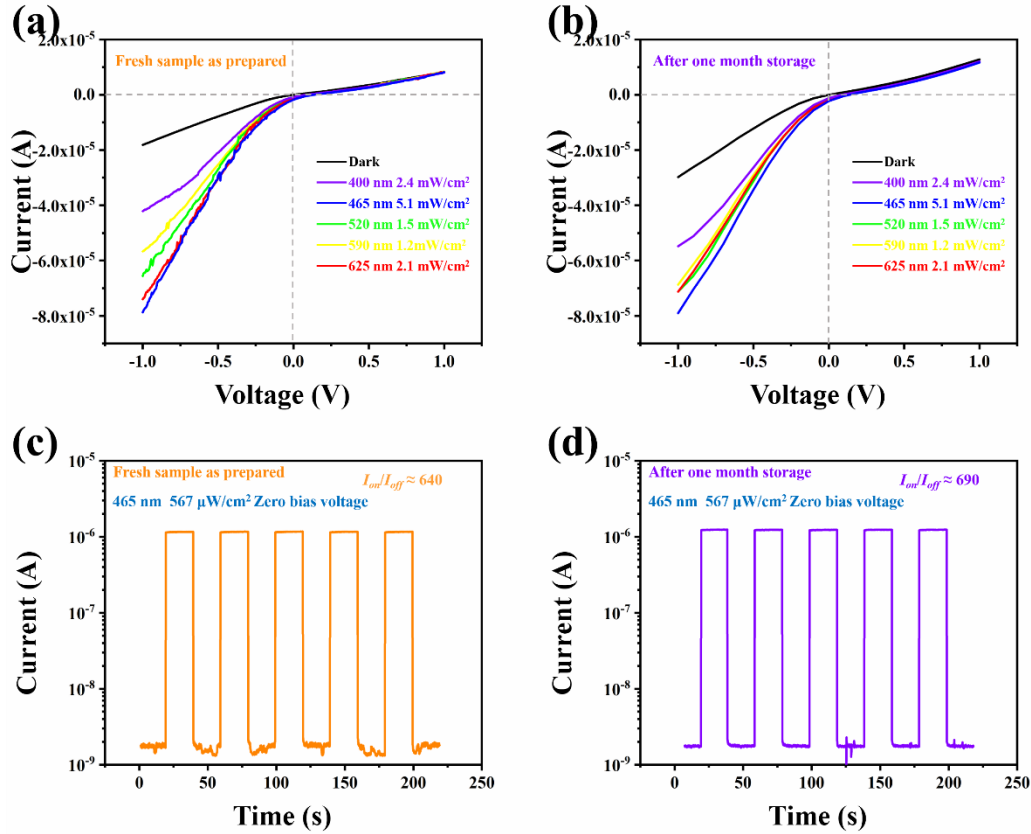 (a)
2.0x10⁻⁵
0.0
-2.0x10⁻⁵
-4.0x10⁻⁵
-6.0x10⁻⁵
-8.0x10⁻⁵
Current (A)
Fresh sample as prepared
Dark
400 nm 2.4 mW/cm²
465 nm 5.1 mW/cm²
520 nm 1.5 mW/cm²
590 nm 1.2mW/cm²
625 nm 2.1 mW/cm²
-1.0 -0.5 0.0 0.5 1.0
Voltage (V)
(b)
2.0x10⁻⁵
0.0
-2.0x10⁻⁵
-4.0x10⁻⁵
-6.0x10⁻⁵
-8.0x10⁻⁵
Current (A)
After one month storage
Dark
400 nm 2.4 mW/cm²
465 nm 5.1 mW/cm²
520 nm 1.5 mW/cm²
590 nm 1.2 mW/cm²
625 nm 2.1 mW/cm²
-1.0 -0.5 0.0 0.5 1.0
Voltage (V)
(c)
10⁻⁵
10⁻⁶
10⁻⁷
10⁻⁸
10⁻⁹
Current (A)
Fresh sample as prepared
I_on/I_off ≈ 640
465 nm 567 μW/cm² Zero bias voltage
0 50 100 150 200 250
Time (s)
(d)
10⁻⁵
10⁻⁶
10⁻⁷
10⁻⁸
10⁻⁹
Current (A)
After one month storage
I_on/I_off ≈ 690
465 nm 567 μW/cm² Zero bias voltage
0 50 100 150 200 250
Time (s)